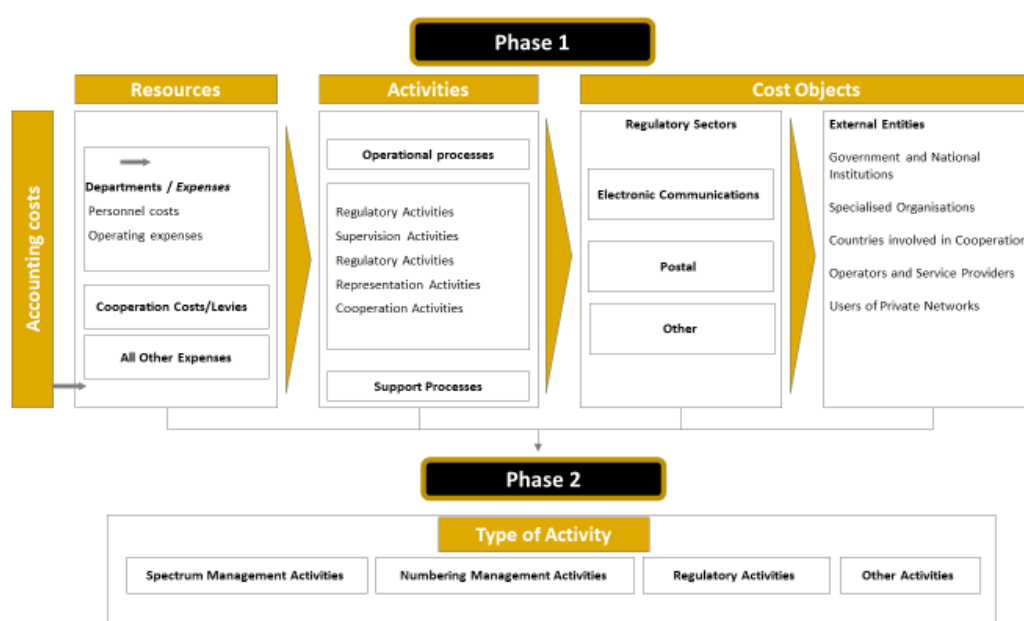 Phase 1
Resources
Activities
Cost Objects
Accounting costs
Departments / Expenses
Personnel costs
Operating expenses
Cooperation Costs/Levies
All Other Expenses
Operational processes
Regulatory Activities
Supervision Activities
Regulatory Activities
Representation Activities
Cooperation Activities
Support Processes
Regulatory Sectors
Electronic Communications
Postal
Other
External Entities
Government and National
Institutions
Specialised Organisations
Countries involved in Cooperation
Operators and Service Providers
Users of Private Networks
Phase 2
Type of Activity
Spectrum Management Activities
Numbering Management Activities
Regulatory Activities
Other Activities